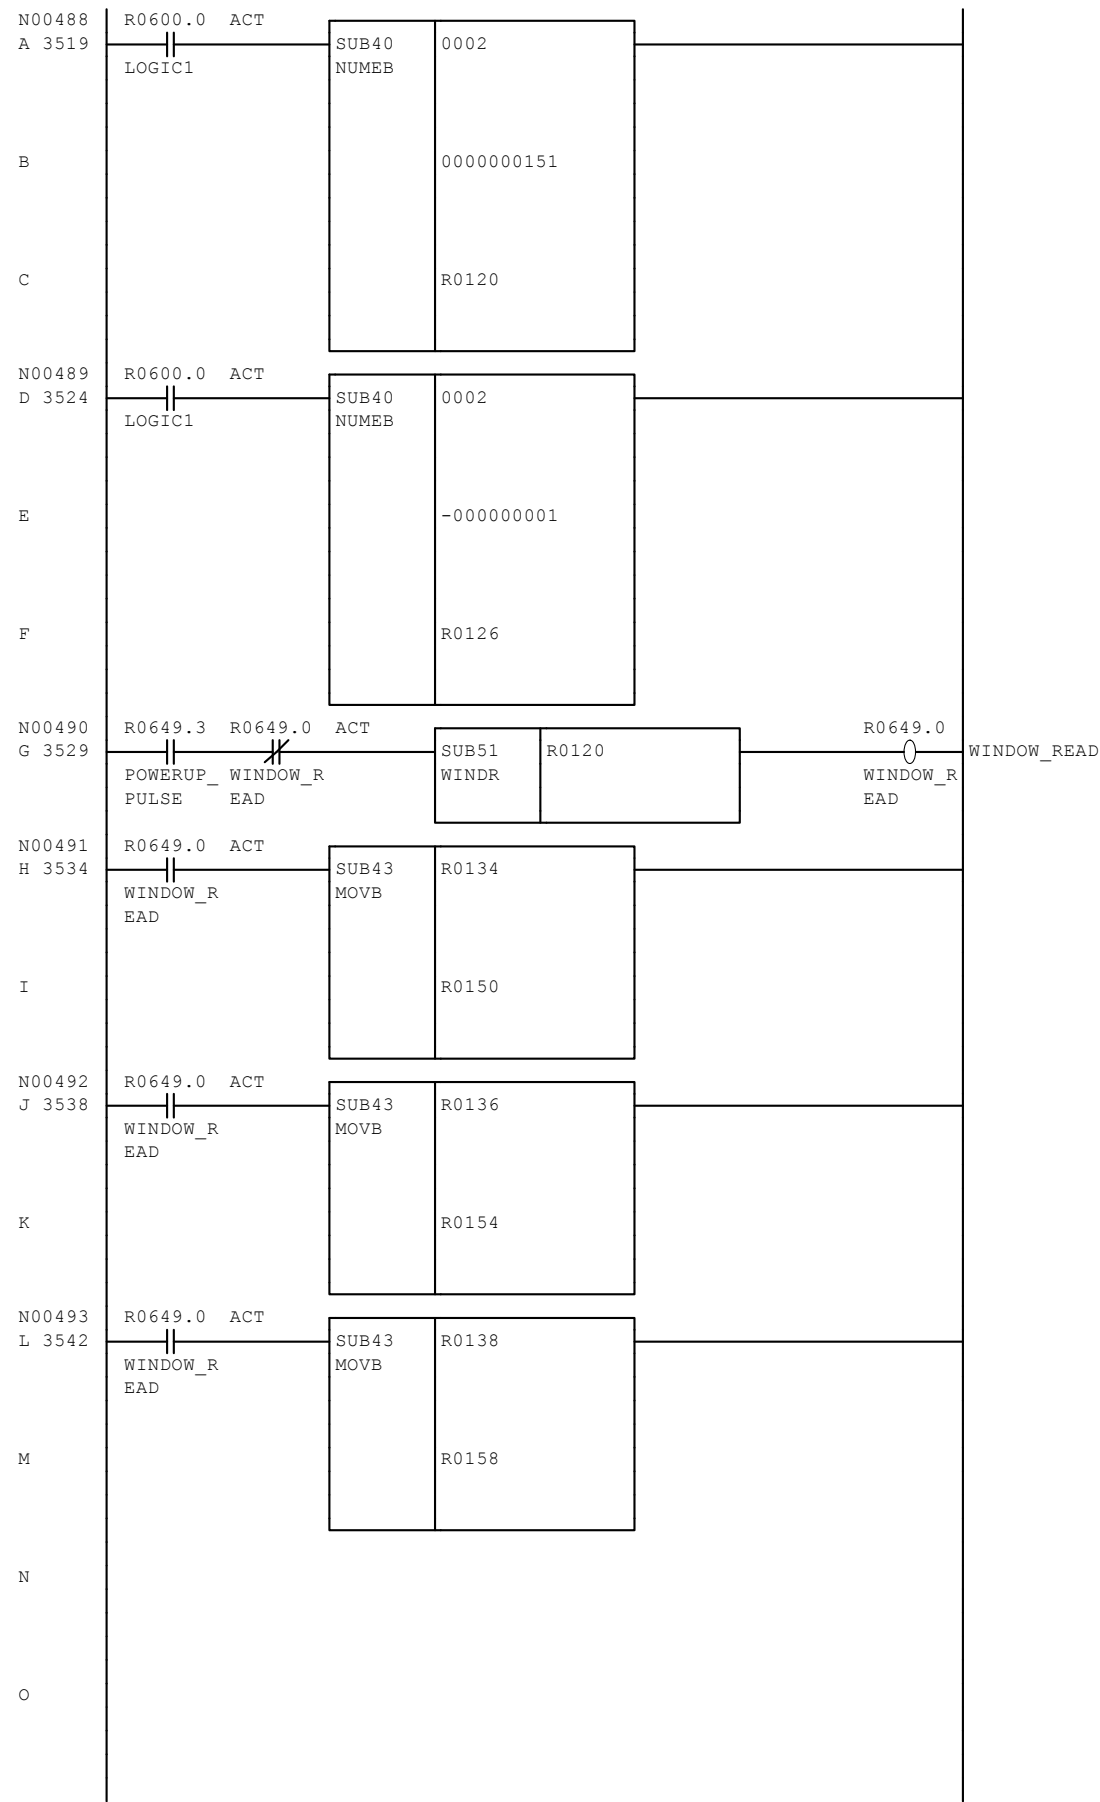 N00488 R0600.0 ACT
A 3519 SUB40 0002
LOGIC1 NUMEB
B 0000000151
C R0120
N00489 R0600.0 ACT
D 3524 SUB40 0002
LOGIC1 NUMEB
E -000000001
F R0126
N00490 R0649.3 R0649.0 ACT R0649.0
G 3529 SUB51 R0120 WINDOW_READ
POWERUP_ WINDOW_R WINDR WINDOW_R
PULSE EAD EAD
N00491 R0649.0 ACT
H 3534 SUB43 R0134
WINDOW_R MOVB
EAD
I R0150
N00492 R0649.0 ACT
J 3538 SUB43 R0136
WINDOW_R MOVB
EAD
K R0154
N00493 R0649.0 ACT
L 3542 SUB43 R0138
WINDOW_R MOVB
EAD
M R0158
N
O